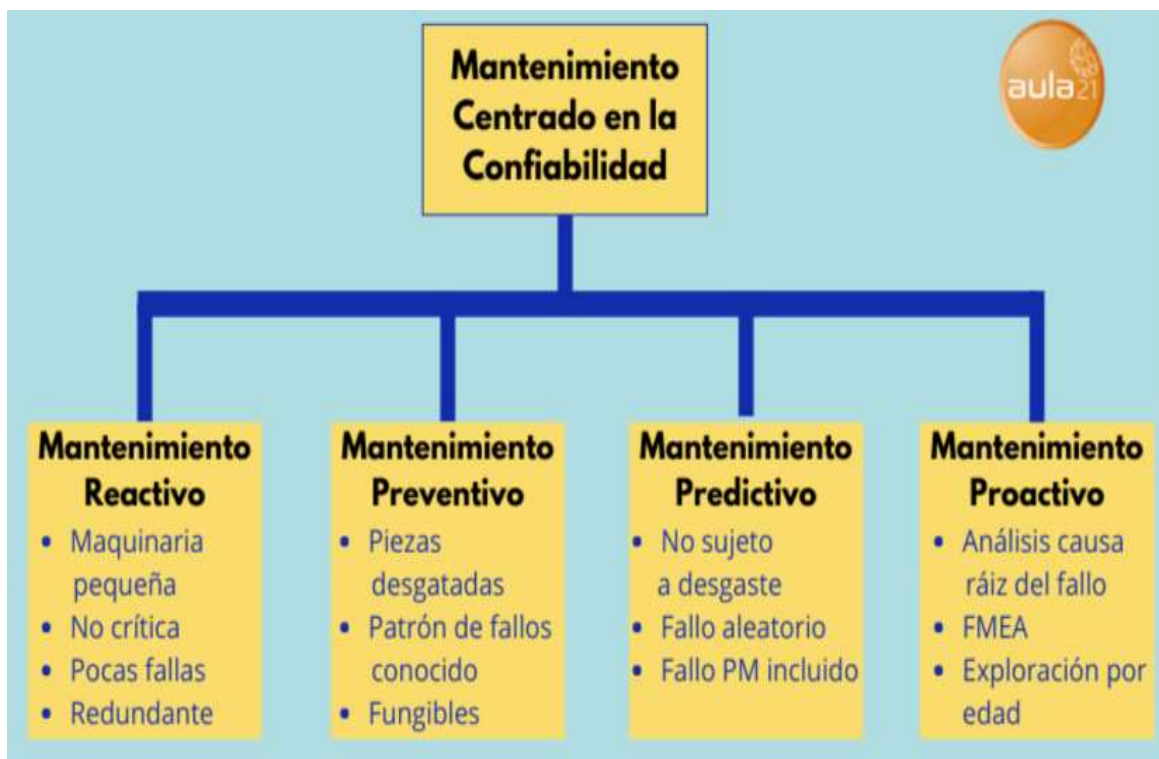 Mantenimiento
Centrado en la
Confiabilidad
aula21
Mantenimiento
Reactivo
• Maquinaria
pequeña
• No crítica
• Pocas fallas
• Redundante
Mantenimiento
Preventivo
• Piezas
desgatadas
• Patrón de fallos
conocido
• Fungibles
Mantenimiento
Predictivo
• No sujeto
a desgaste
• Fallo aleatorio
• Fallo PM incluido
Mantenimiento
Proactivo
• Análisis causa
ráiz del fallo
• FMEA
• Exploración por
edad